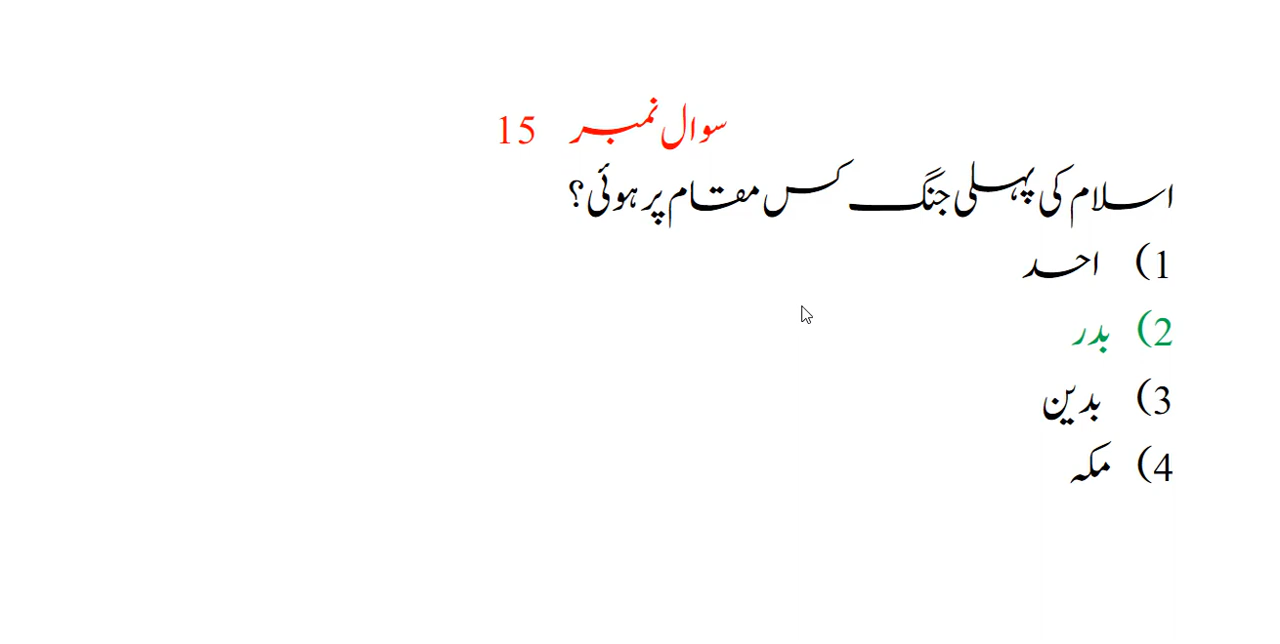 سوال نمبر 15
اسلام کی پہلی جنگ کس مقام پر ہوئی؟
1) احد
2) بدر
3) بدین
4) مکہ